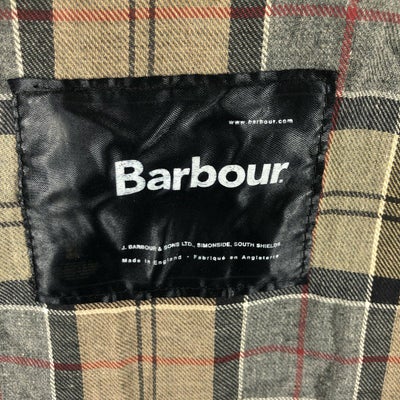 www.barbour.com
Barbour
J. BARBOUR & SONS LTD., SIMONSIDE, SOUTH SHIELDS
Made in England - Fabriqué en Angleterre